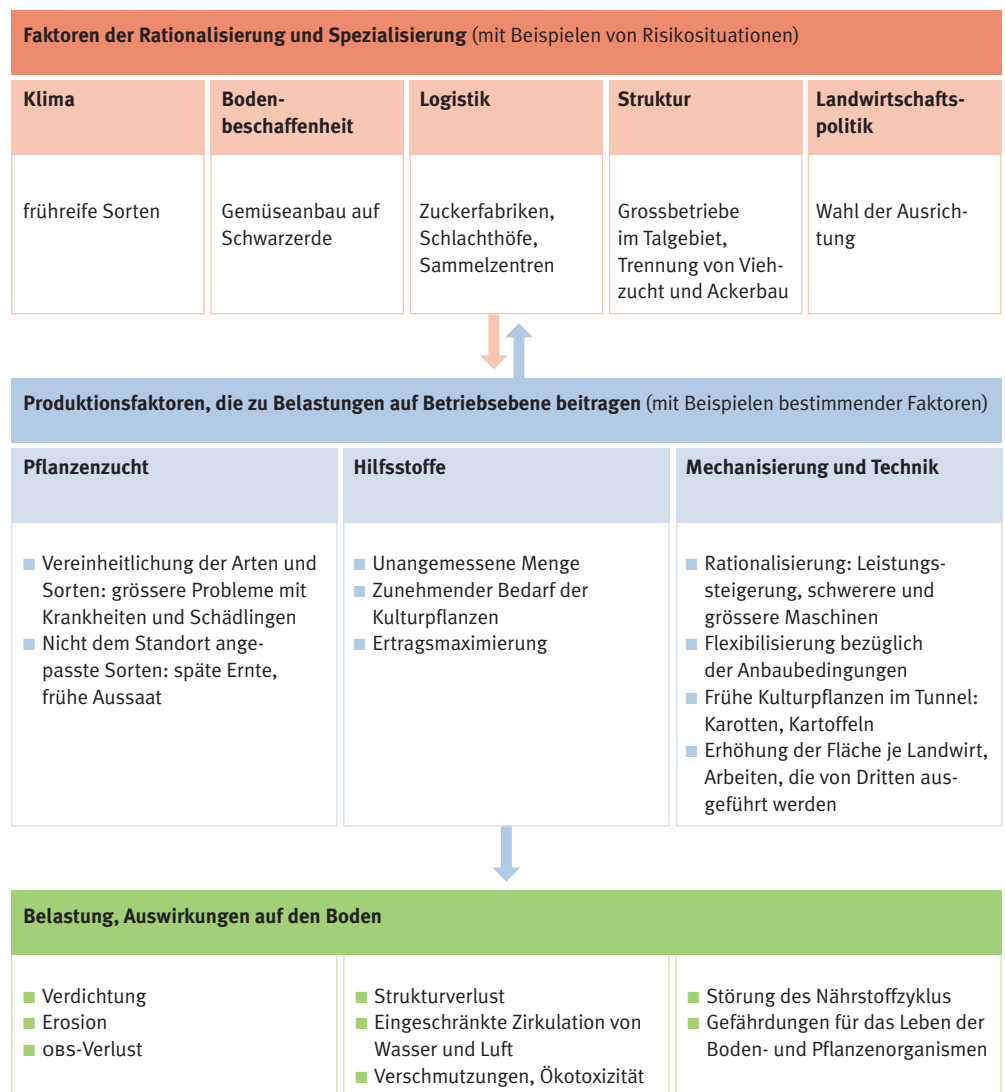 Faktoren der Rationalisierung und Spezialisierung (mit Beispielen von Risikosituationen)
Klima
Boden-
beschaffenheit
Logistik
Struktur
Landwirtschafts-
politik
frühreife Sorten
Gemüseanbau auf
Schwarzerde
Zuckerfabriken,
Schlachthöfe,
Sammelzentren
Grossbetriebe
im Talgebiet,
Trennung von Vieh-
zucht und Ackerbau
Wahl der Ausrich-
tung
Produktionsfaktoren, die zu Belastungen auf Betriebsebene beitragen (mit Beispielen bestimmender Faktoren)
Pflanzenzucht
■ Vereinheitlichung der Arten und
Sorten: grössere Probleme mit
Krankheiten und Schädlingen
■ Nicht dem Standort ange-
passte Sorten: späte Ernte,
frühe Aussaat
Hilfsstoffe
■ Unangemessene Menge
■ Zunehmender Bedarf der
Kulturpflanzen
■ Ertragsmaximierung
Mechanisierung und Technik
■ Rationalisierung: Leistungs-
steigerung, schwerere und
grössere Maschinen
■ Flexibilisierung bezüglich
der Anbaubedingungen
■ Frühe Kulturpflanzen im Tunnel:
Karotten, Kartoffeln
■ Erhöhung der Fläche je Landwirt,
Arbeiten, die von Dritten aus-
geführt werden
Belastung, Auswirkungen auf den Boden
■ Verdichtung
■ Erosion
■ OBS-Verlust
■ Strukturverlust
■ Eingeschränkte Zirkulation von
Wasser und Luft
■ Verschmutzungen, Ökotoxizität
■ Störung des Nährstoffzyklus
■ Gefährdungen für das Leben der
Boden- und Pflanzenorganismen